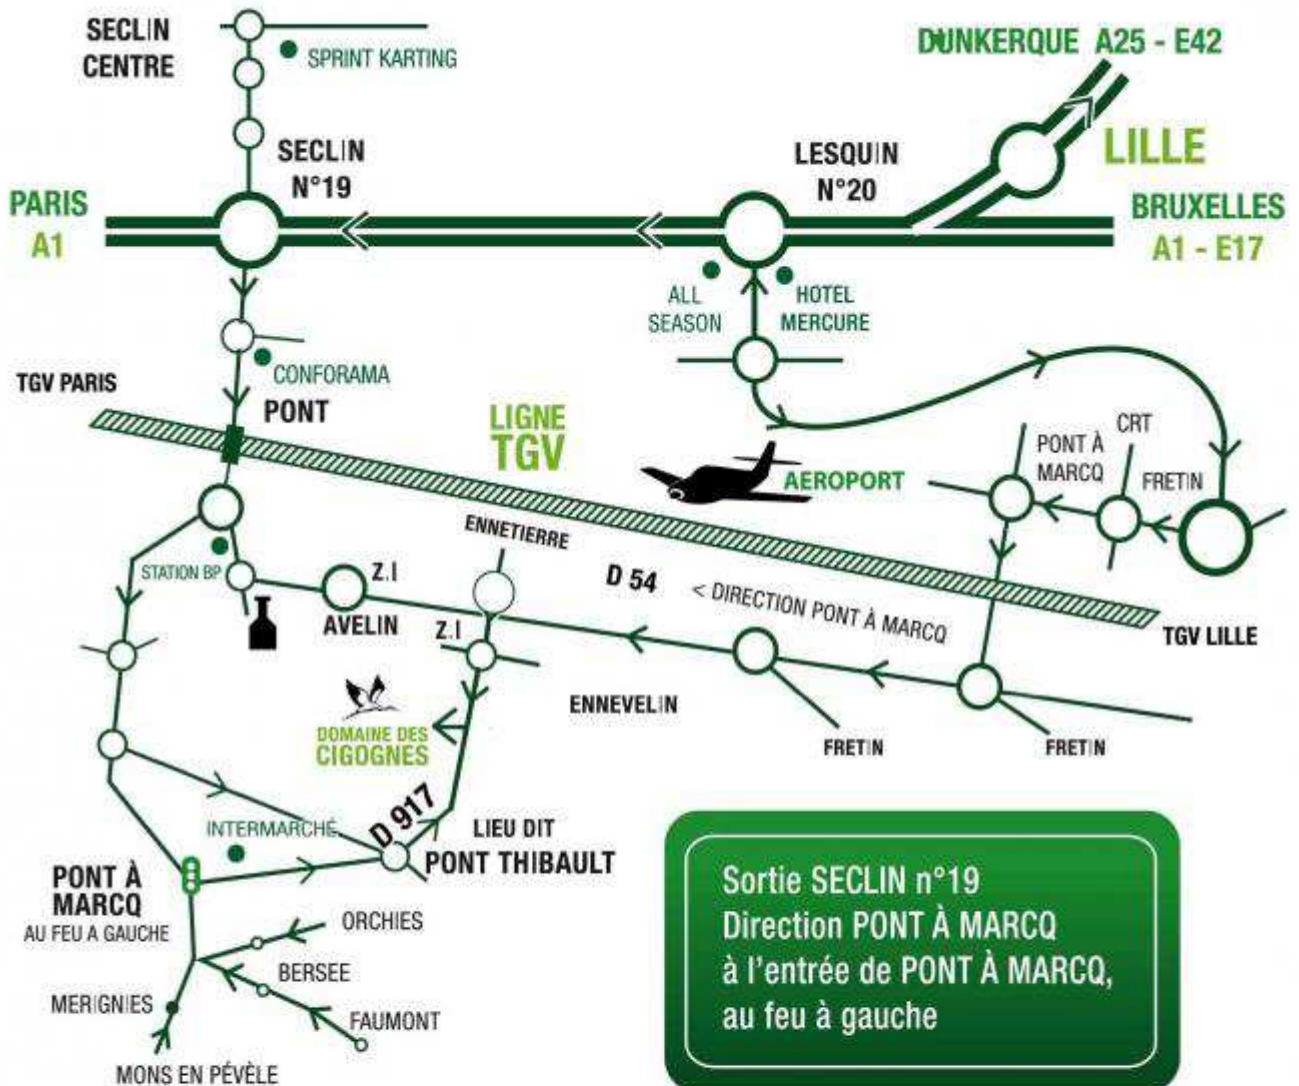 SECLIN
CENTRE
SPRINT KARTING
DUNKERQUE A25 - E42
LILLE
SECLIN
N°19
LESQUIN
N°20
PARIS
A1
BRUXELLES
A1 - E17
ALL
SEASON
HOTEL
MERCURE
CONFORAMA
TGV PARIS
PONT
LIGNE
TGV
AEROPORT
PONT À
MARCQ
CRT
FRETIN
ENNETIERRE
STATION BP
Z.I
AVELIN
Z.I
D 54
< DIRECTION PONT À MARCQ
TGV LILLE
DOMAINE DES
CIGOGNES
ENNEVELIN
FRETIN
FRETIN
D 917
INTERMARCHÉ
LIEU DIT
PONT THIBAULT
PONT À
MARCQ
AU FEU A GAUCHE
ORCHIES
BERSEE
MERIGNIES
FAUMONT
MONS EN PÉVÈLE
Sortie SECLIN n°19
Direction PONT À MARCQ
à l'entrée de PONT À MARCQ,
au feu à gauche